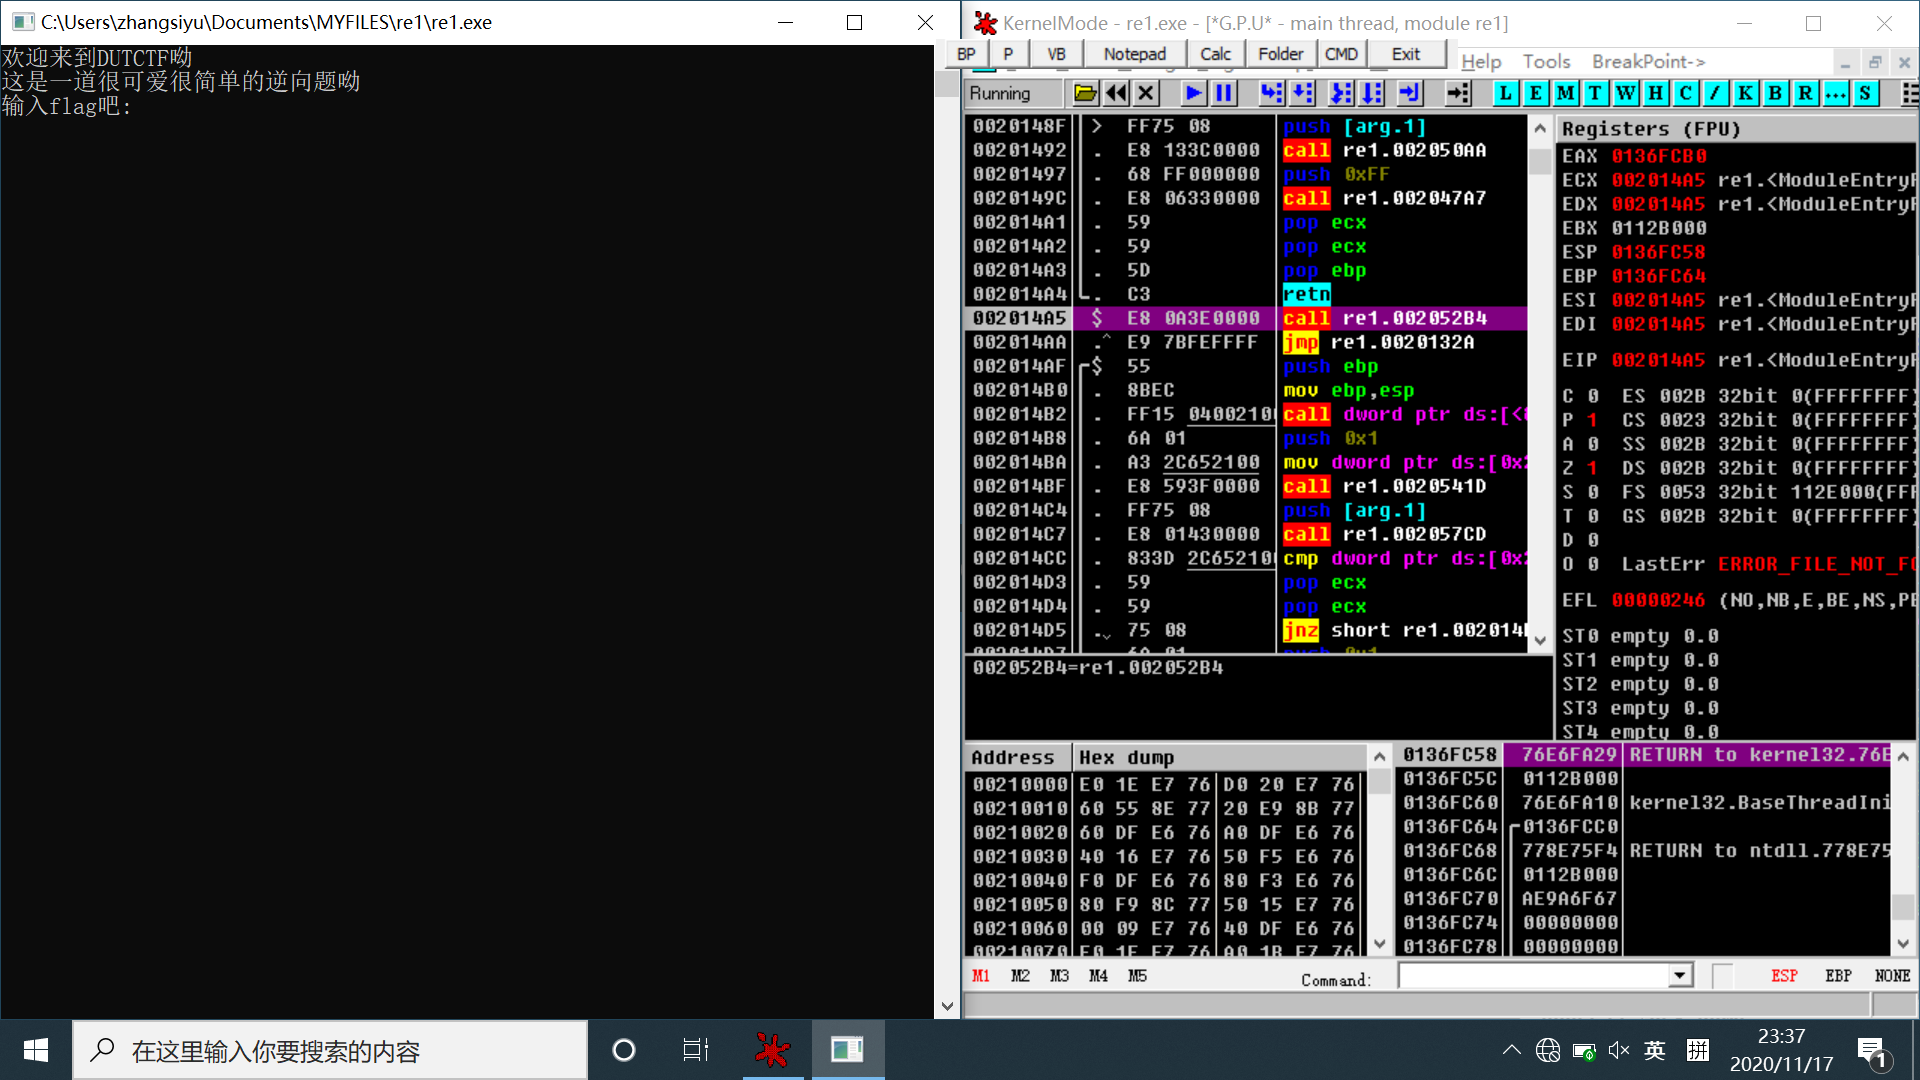 C:\Users\zhangsiyu\Documents\MYFILES\re1\re1.exe
欢迎来到DUTCTF呦
这是一道很可爱很简单的逆向题呦
输入flag吧:
KernelMode - re1.exe - [*G.P.U* - main thread, module re1]
BP P VB Notepad Calc Folder CMD Exit
Help Tools BreakPoint->
Running L E M T W H C / K B R ... S
0020148F > FF75 08 push [arg.1]
00201492 . E8 133C0000 call re1.002050AA
00201497 . 68 FF000000 push 0xFF
0020149C . E8 06330000 call re1.002047A7
002014A1 . 59 pop ecx
002014A2 . 59 pop ecx
002014A3 . 5D pop ebp
002014A4 . C3 retn
002014A5 $ E8 0A3E0000 call re1.002052B4
002014AA .^ E9 7BFEFFFF jmp re1.0020132A
002014AF $ 55 push ebp
002014B0 . 8BEC mov ebp,esp
002014B2 . FF15 0400210 call dword ptr ds:[<
002014B8 . 6A 01 push 0x1
002014BA . A3 2C652100 mov dword ptr ds:[0x
002014BF . E8 593F0000 call re1.0020541D
002014C4 . FF75 08 push [arg.1]
002014C7 . E8 01430000 call re1.002057CD
002014CC . 833D 2C65210 cmp dword ptr ds:[0x
002014D3 . 59 pop ecx
002014D4 . 59 pop ecx
002014D5 . 75 08 jnz short re1.002014
002052B4=re1.002052B4
Registers (FPU)
EAX 0136FCB0
ECX 002014A5 re1.<ModuleEntryP
EDX 002014A5 re1.<ModuleEntryP
EBX 0112B000
ESP 0136FC58
EBP 0136FC64
ESI 002014A5 re1.<ModuleEntryP
EDI 002014A5 re1.<ModuleEntryP
EIP 002014A5 re1.<ModuleEntryP
C 0 ES 002B 32bit 0(FFFFFFFF)
P 1 CS 0023 32bit 0(FFFFFFFF)
A 0 SS 002B 32bit 0(FFFFFFFF)
Z 1 DS 002B 32bit 0(FFFFFFFF)
S 0 FS 0053 32bit 112E000(FFF
T 0 GS 002B 32bit 0(FFFFFFFF)
D 0
O 0 LastErr ERROR_FILE_NOT_FO
EFL 00000246 (NO,NB,E,BE,NS,PE
ST0 empty 0.0
ST1 empty 0.0
ST2 empty 0.0
ST3 empty 0.0
ST4 empty 0.0
Address Hex dump
00210000 E0 1E E7 76 D0 20 E7 76
00210010 60 55 8E 77 20 E9 8B 77
00210020 60 DF E6 76 A0 DF E6 76
00210030 40 16 E7 76 50 F5 E6 76
00210040 F0 DF E6 76 80 F3 E6 76
00210050 80 F9 8C 77 50 15 E7 76
00210060 00 09 E7 76 40 DF E6 76
00210070 E0 1F E7 76 A0 1B E7 76
0136FC58 76E6FA29 RETURN to kernel32.76E
0136FC5C 0112B000
0136FC60 76E6FA10 kernel32.BaseThreadIni
0136FC64 0136FCC0
0136FC68 778E75F4 RETURN to ntdll.778E75
0136FC6C 0112B000
0136FC70 AE9A6F67
0136FC74 00000000
0136FC78 00000000
M1 M2 M3 M4 M5 Command: ESP EBP NONE
在这里输入你要搜索的内容
英 拼
23:37
2020/11/17
1